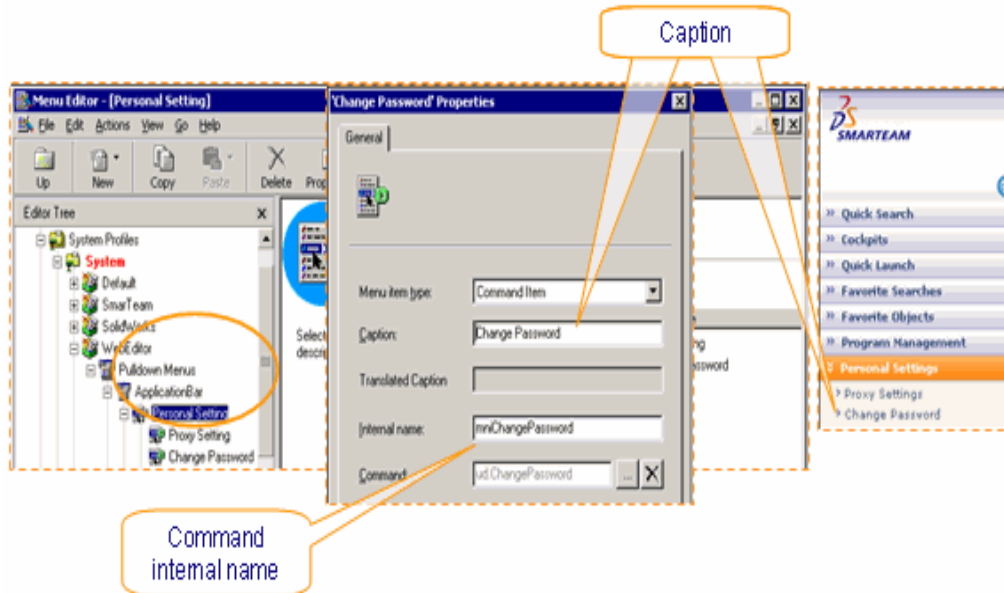 Caption
Menu Editor - [Personal Setting]
File Edit Actions View Go Help
Up New Copy Paste Delete
Editor Tree
System Profiles
System
Default
SmarTeam
SolidWorks
WebEditor
Pulldown Menus
ApplicationBar
Personal Setting
Proxy Setting
Change Password
Select
'Change Password' Properties
General
Menu item type: Command Item
Caption: Change Password
Translated Caption
Internal name: mniChangePassword
Command: ud.ChangePassword ...
Command
internal name
DS
SMARTEAM
Quick Search
Cockpits
Quick Launch
Favorite Searches
Favorite Objects
Program Management
Personal Settings
Proxy Settings
Change Password